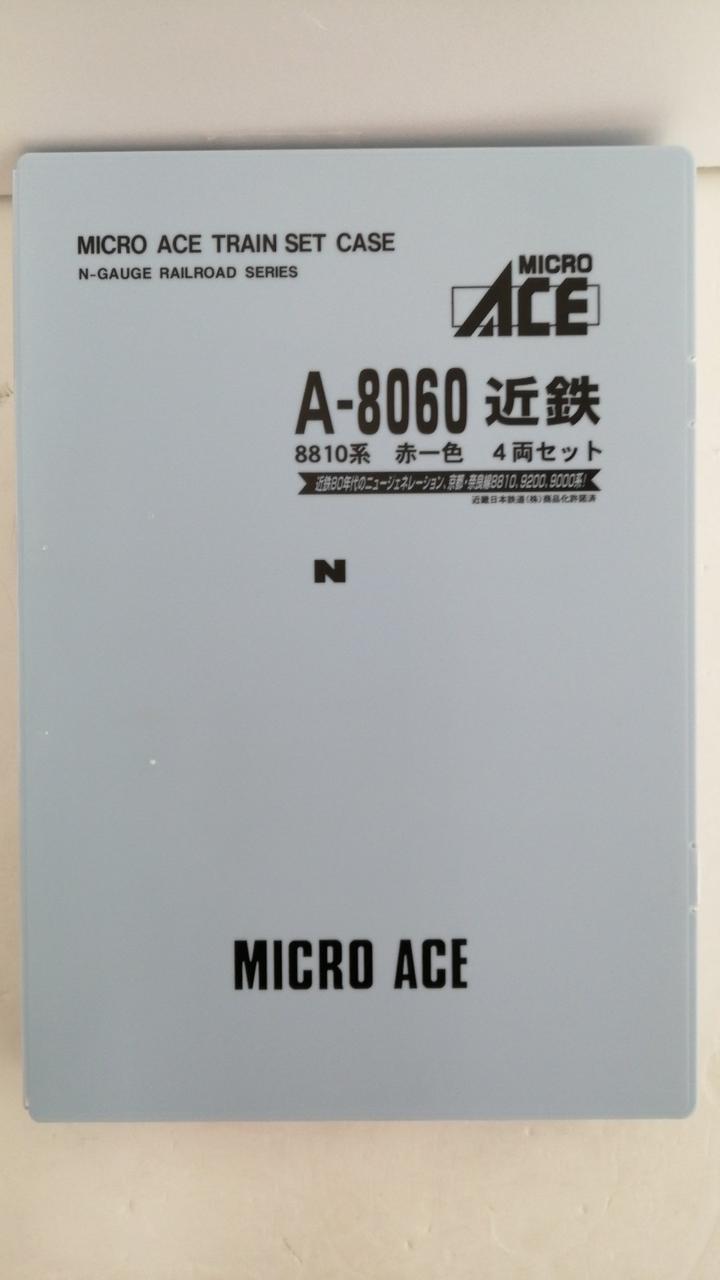 MICRO ACE TRAIN SET CASE
N-GAUGE RAILROAD SERIES
MICRO
ACE
A-8060 近鉄
8810系 赤一色 4両セット
近鉄80年代のニュージェネレーション、京都・奈良線8810、9200、9000系!
近畿日本鉄道(株)商品化許諾済
N
MICRO ACE